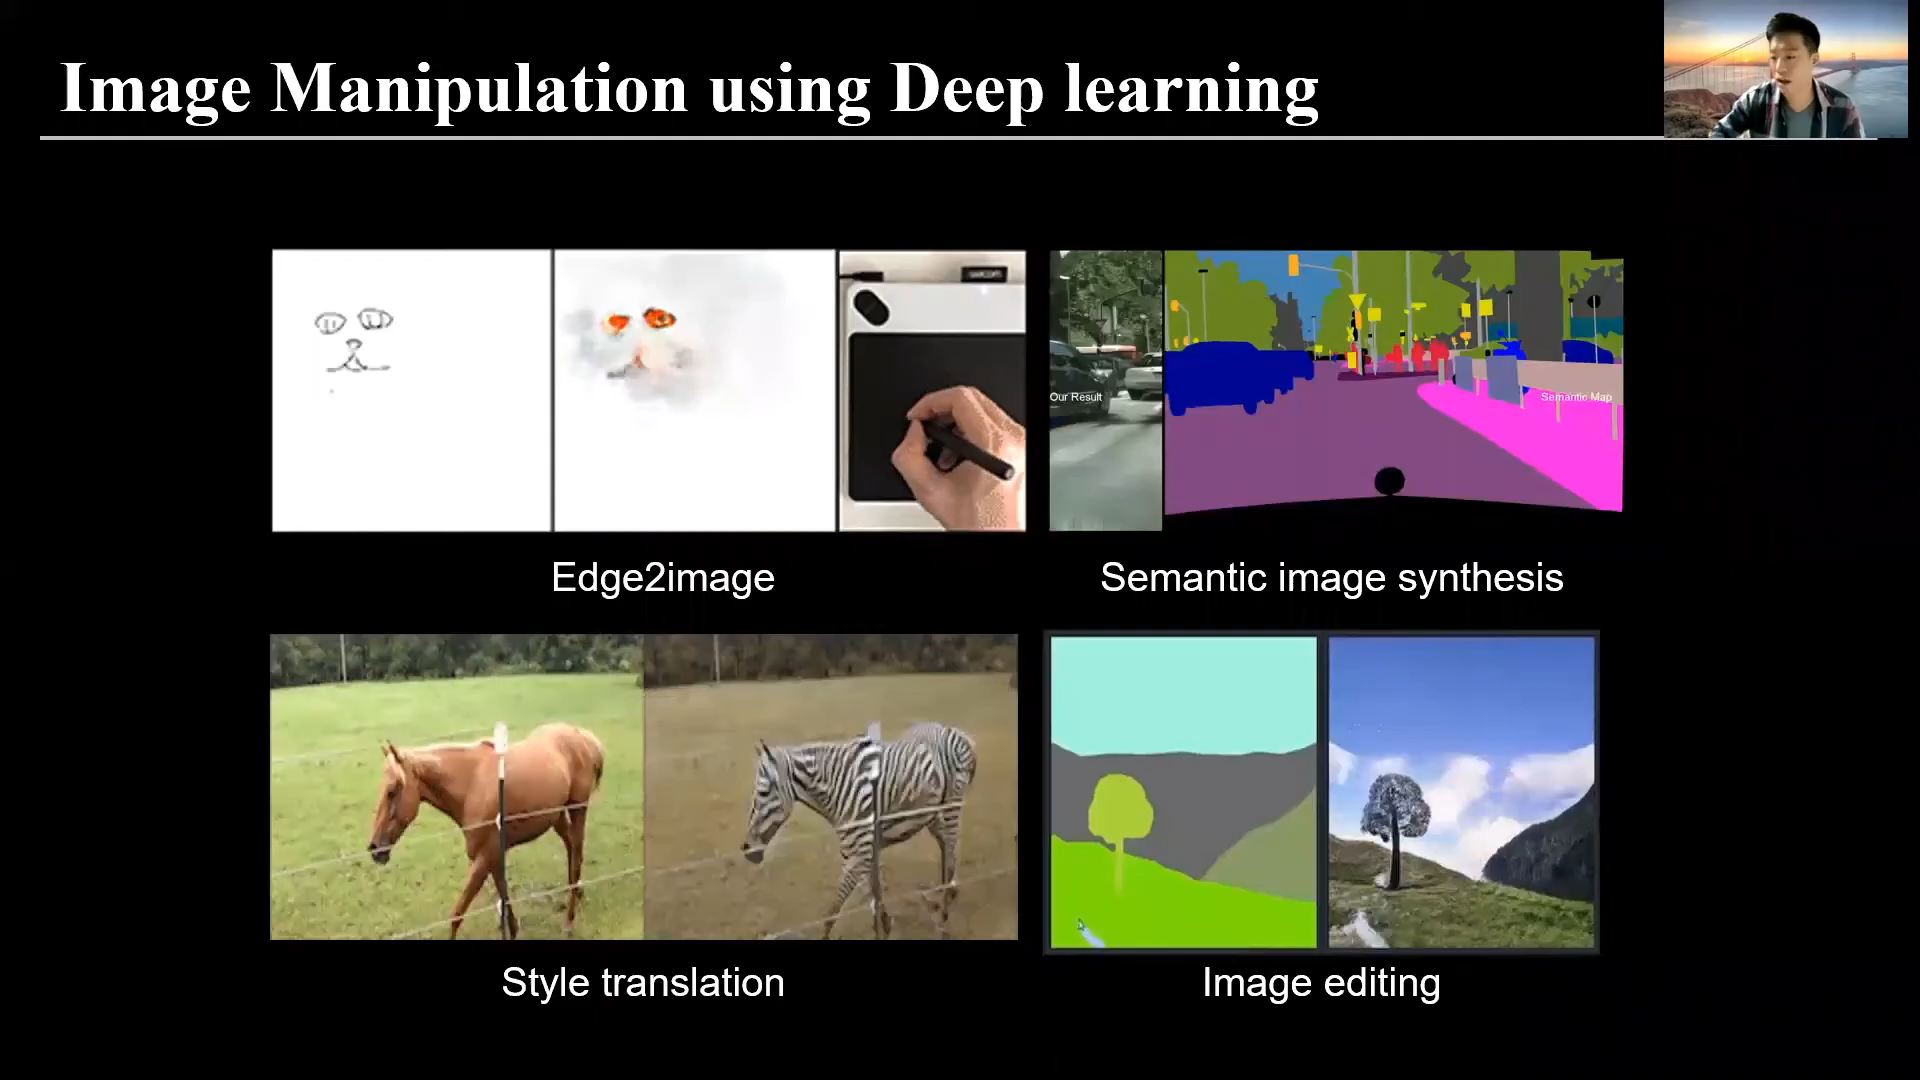 Image Manipulation using Deep learning
Our Result
Semantic Map
Edge2image
Semantic image synthesis
Style translation
Image editing